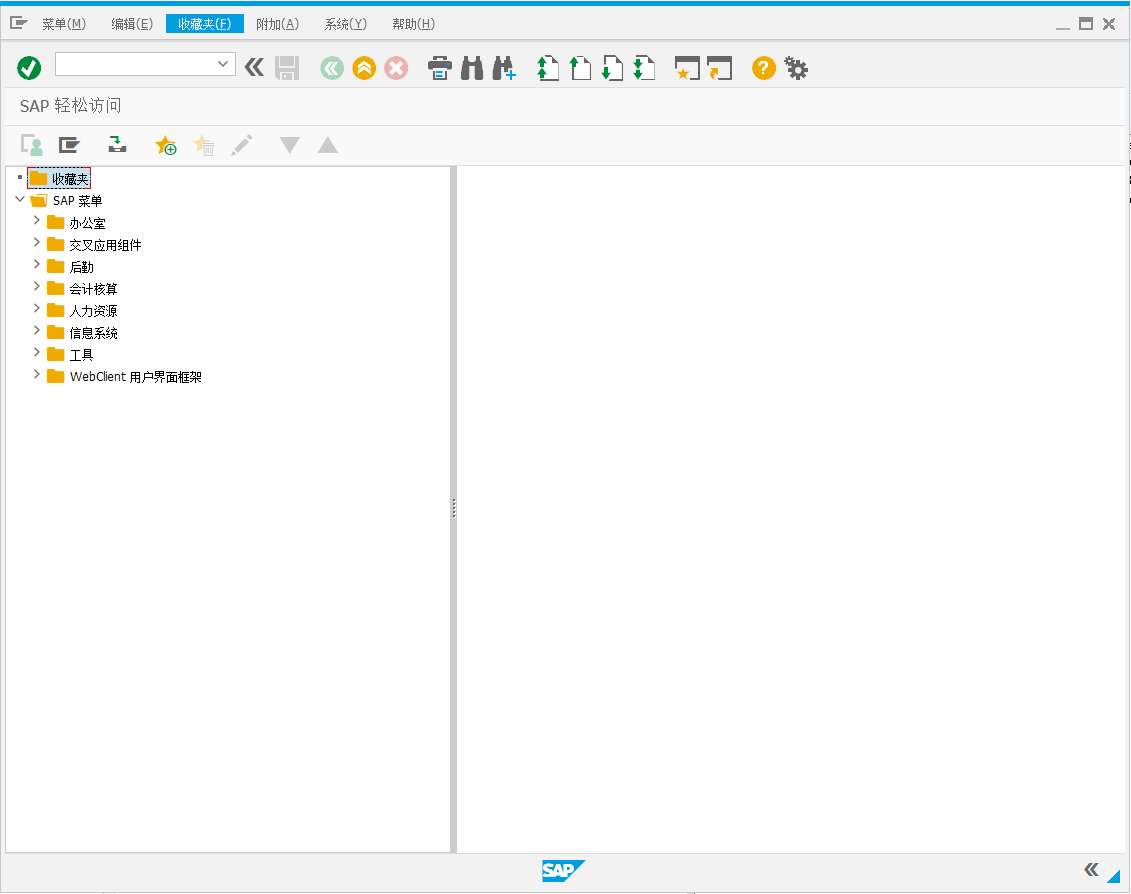 菜单(M) 编辑(E) 收藏夹(F) 附加(A) 系统(Y) 帮助(H)
SAP 轻松访问
收藏夹
SAP 菜单
办公室
交叉应用组件
后勤
会计核算
人力资源
信息系统
工具
WebClient 用户界面框架
SAP